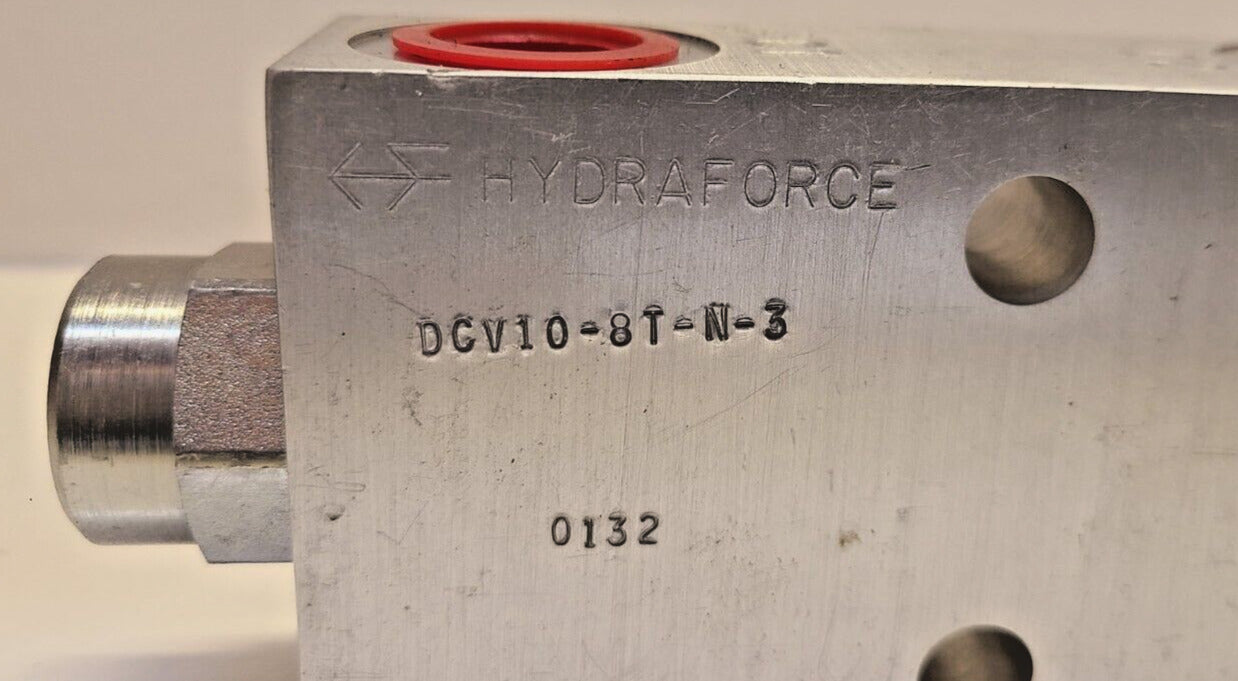 HYDRAFORCE
DCV10-8T-N-3
0132